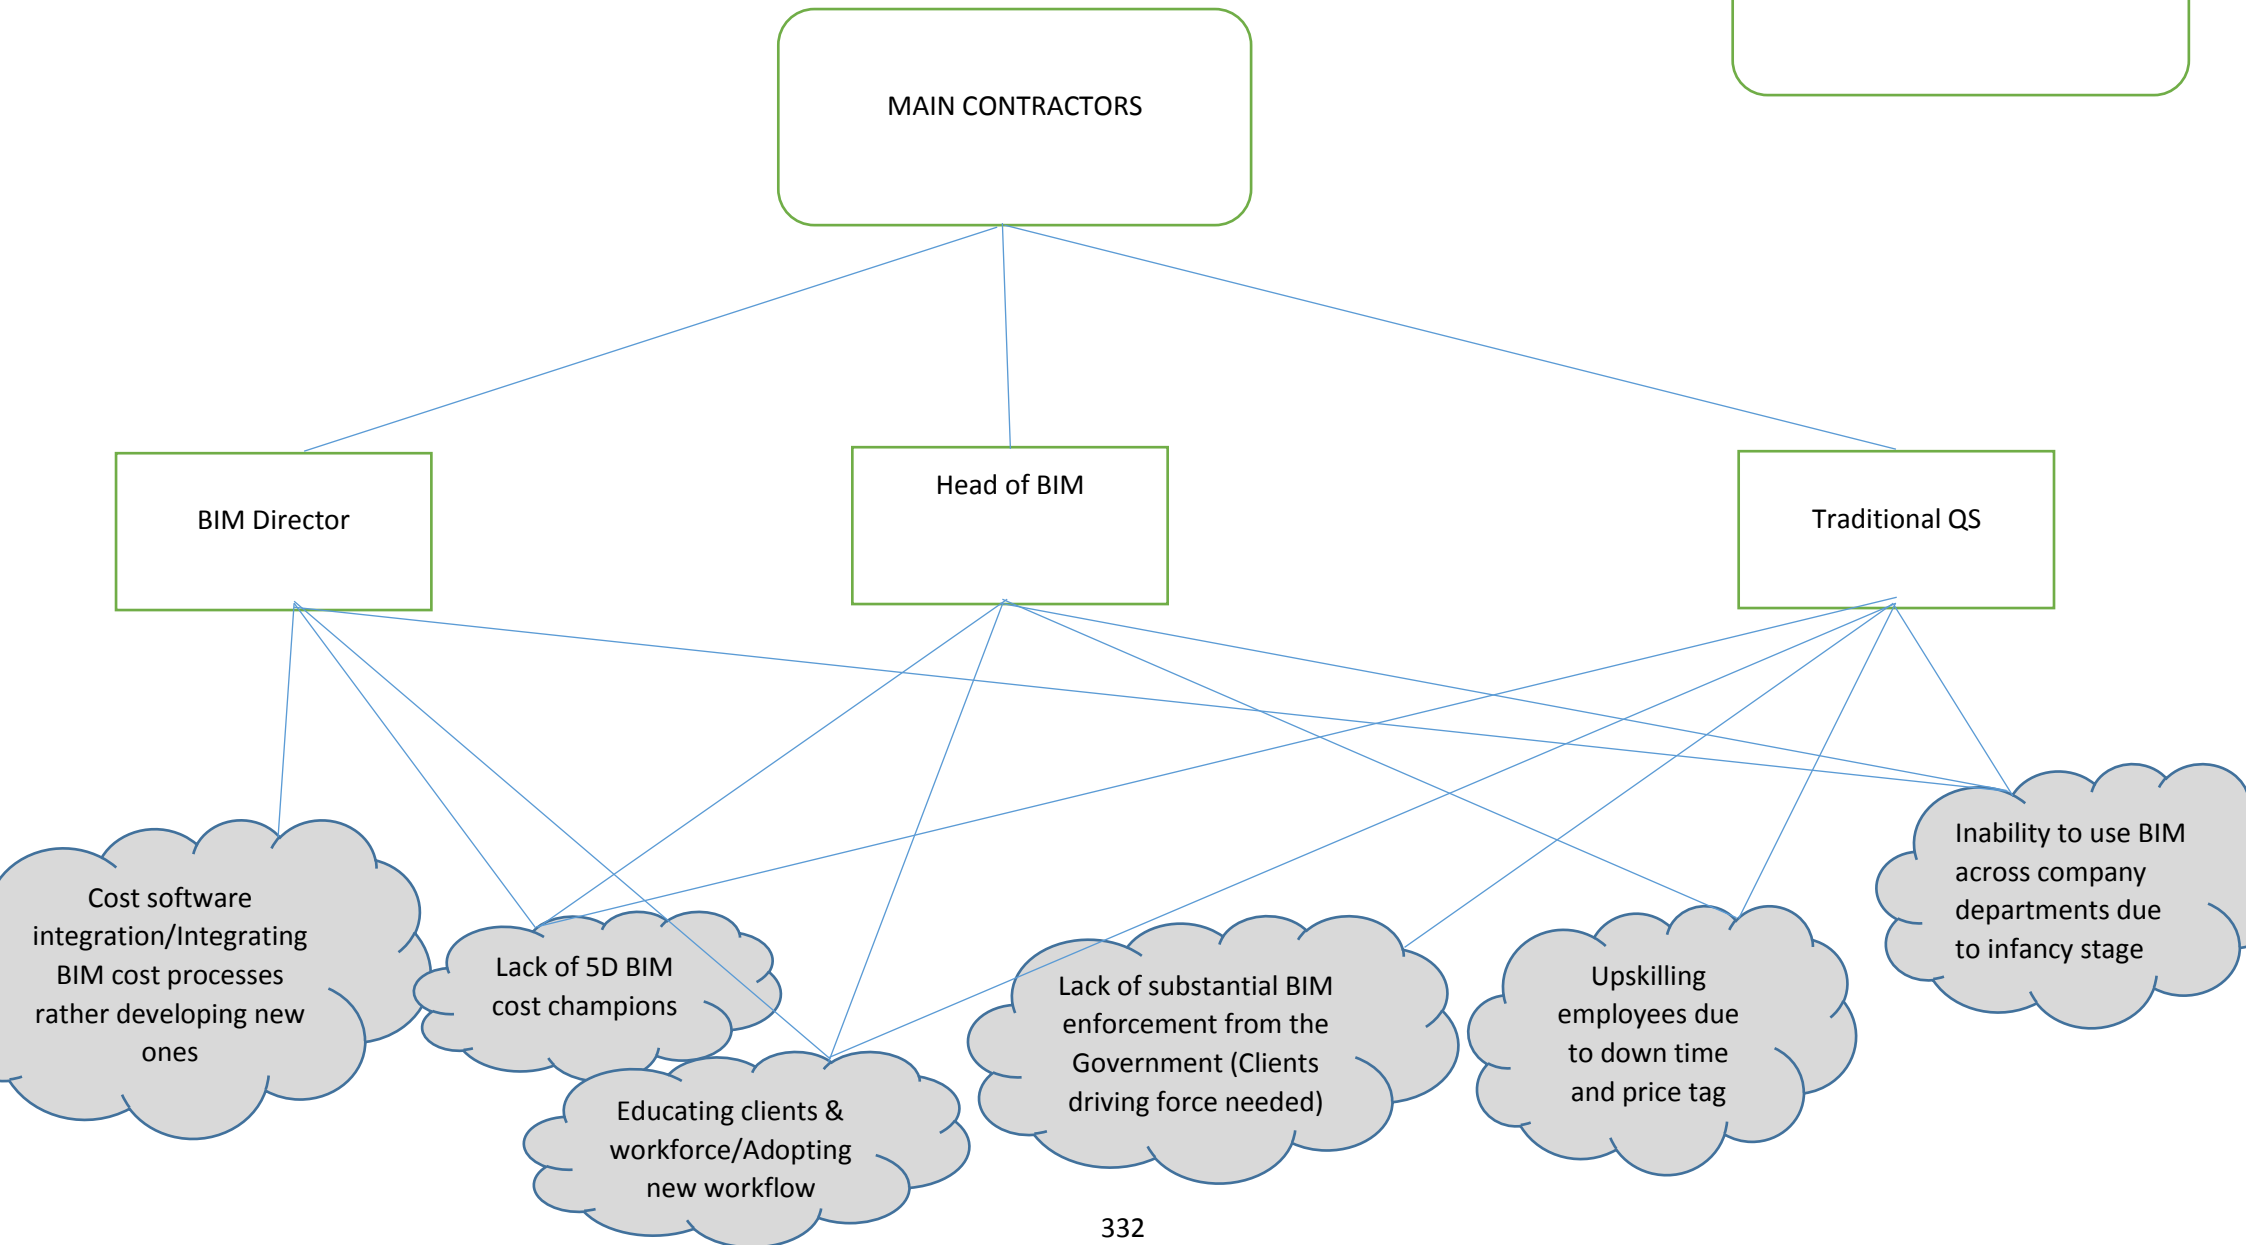 MAIN CONTRACTORS
BIM Director
Head of BIM
Traditional QS
Cost software
integration/Integrating
BIM cost processes
rather developing new
ones
Lack of 5D BIM
cost champions
Educating clients &
workforce/Adopting
new workflow
Lack of substantial BIM
enforcement from the
Government (Clients
driving force needed)
Upskilling
employees due
to down time
and price tag
Inability to use BIM
across company
departments due
to infancy stage
332